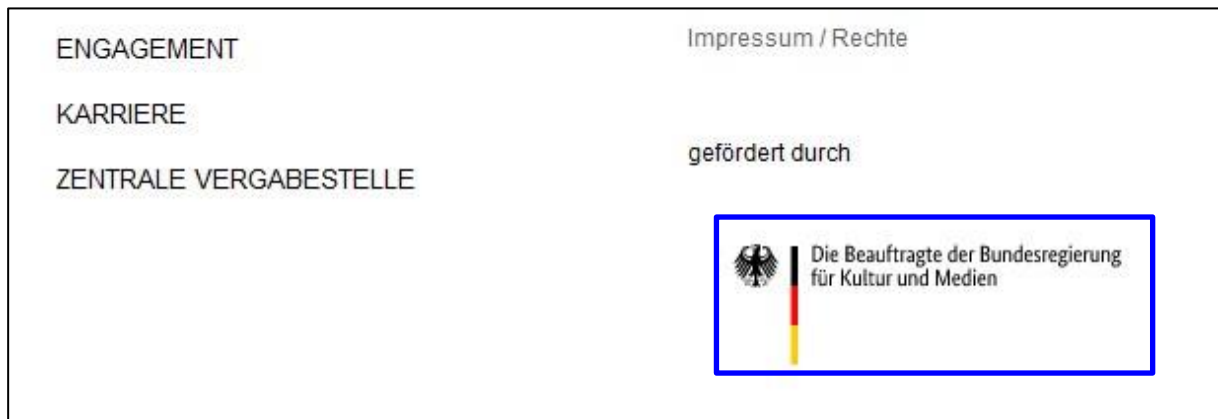 ENGAGEMENT
KARRIERE
ZENTRALE VERGABESTELLE
Impressum / Rechte
gefördert durch
Die Beauftragte der Bundesregierung
für Kultur und Medien